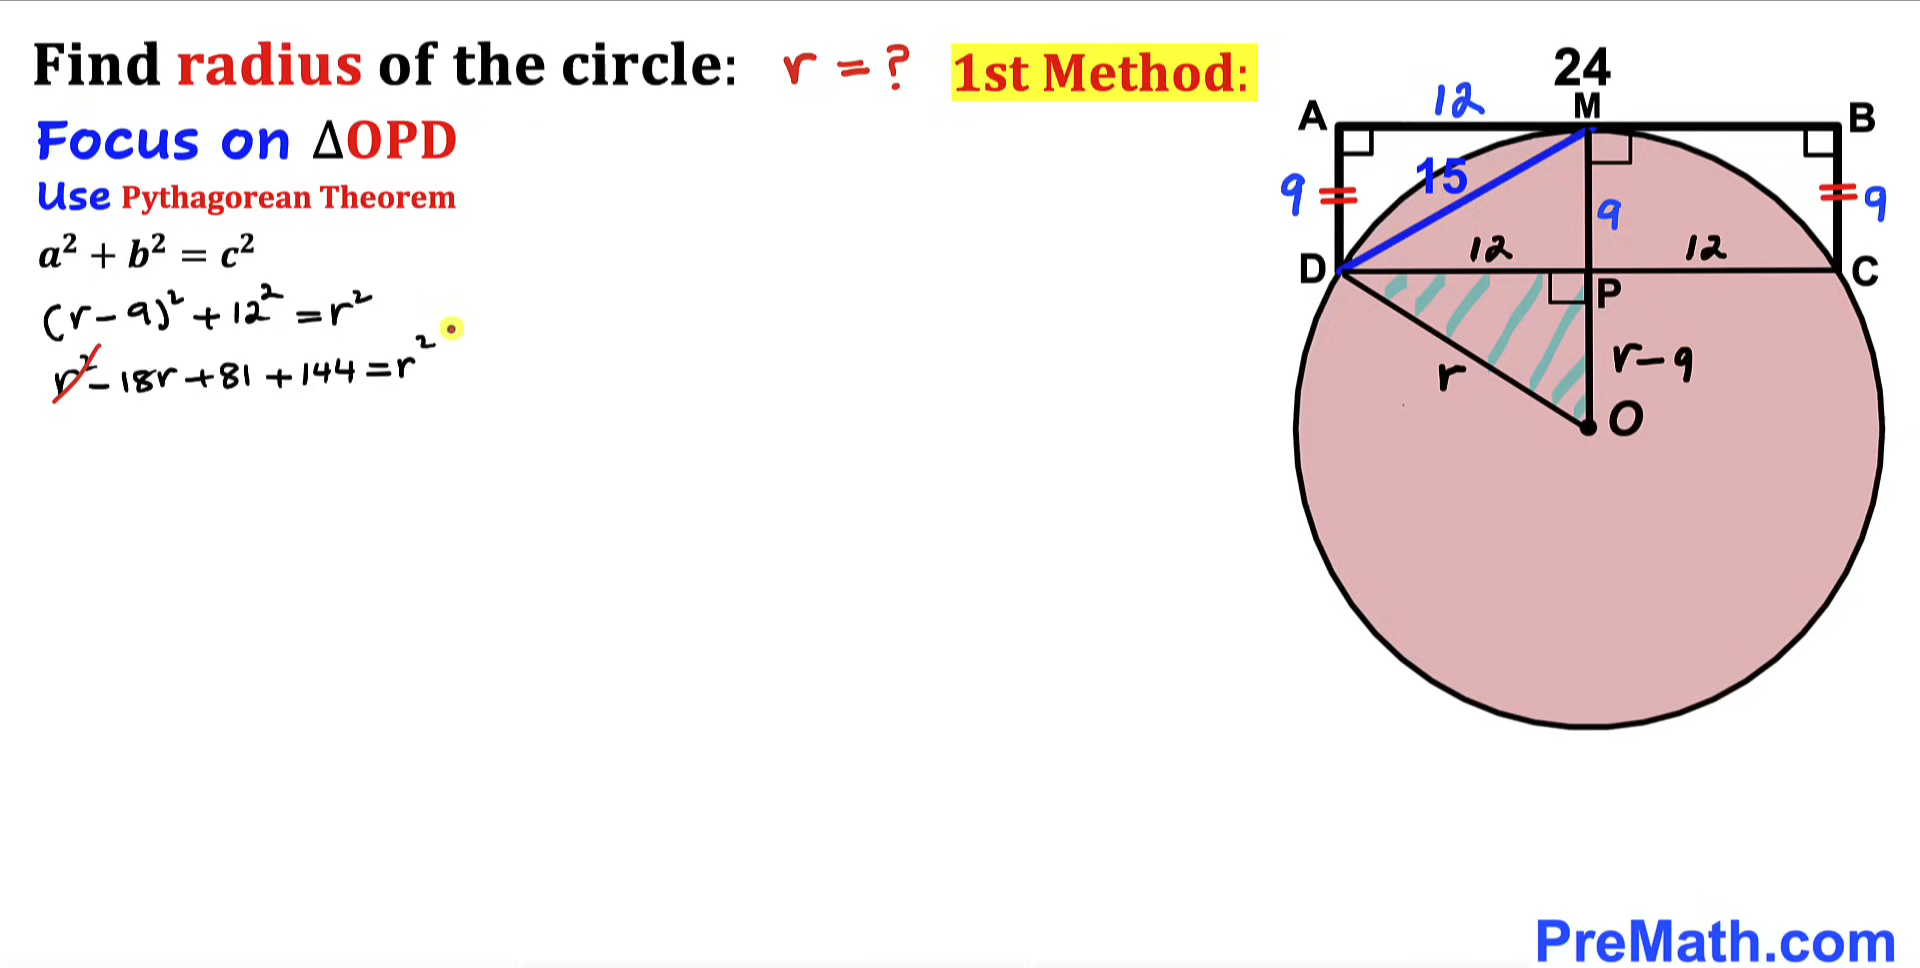 Find radius of the circle: r = ? 1st Method:
Focus on ΔOPD
Use Pythagorean Theorem
a² + b² = c²
(r-9)² + 12² = r²
r² - 18r + 81 + 144 = r²
24
12
A
M
B
15
9
9
9
12
12
D
P
C
r
r-9
O
PreMath.com